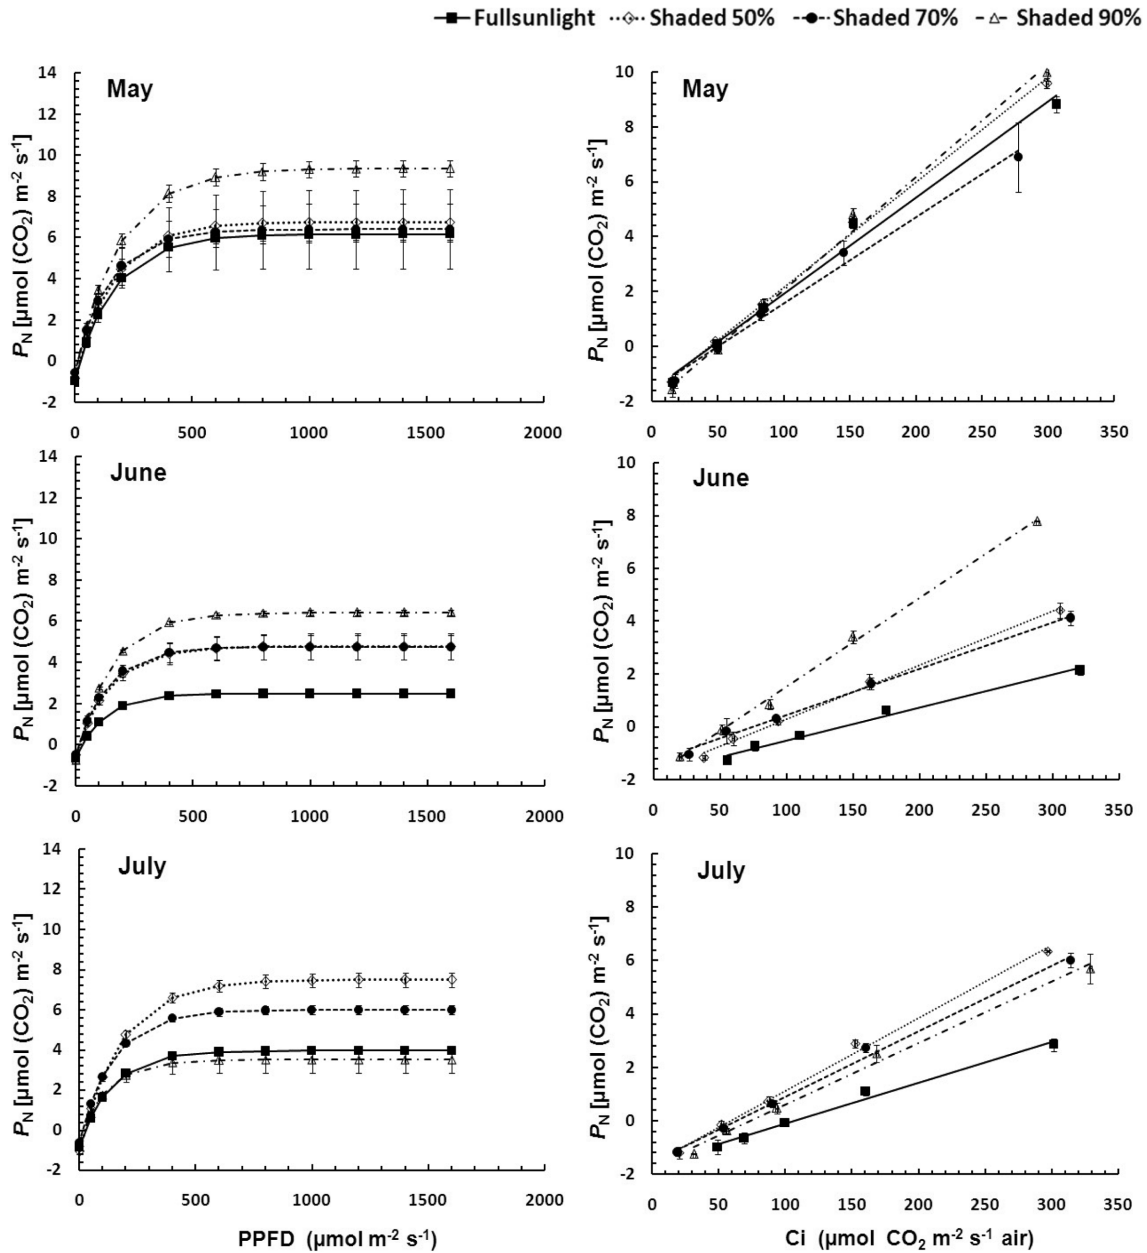 Fullsunlight Shaded 50% Shaded 70% Shaded 90%
May
P_N [µmol (CO₂) m⁻² s⁻¹]
14
12
10
8
6
4
2
0
-2
0 500 1000 1500 2000
May
P_N [µmol (CO₂) m⁻² s⁻¹]
10
8
6
4
2
0
-2
0 50 100 150 200 250 300 350
June
P_N [µmol (CO₂) m⁻² s⁻¹]
14
12
10
8
6
4
2
0
-2
0 500 1000 1500 2000
June
P_N [µmol (CO₂) m⁻² s⁻¹]
10
8
6
4
2
0
-2
0 50 100 150 200 250 300 350
July
P_N [µmol (CO₂) m⁻² s⁻¹]
14
12
10
8
6
4
2
0
-2
0 500 1000 1500 2000
PPFD (µmol m⁻² s⁻¹)
July
P_N [µmol (CO₂) m⁻² s⁻¹]
10
8
6
4
2
0
-2
0 50 100 150 200 250 300 350
Ci (µmol CO₂ m⁻² s⁻¹ air)